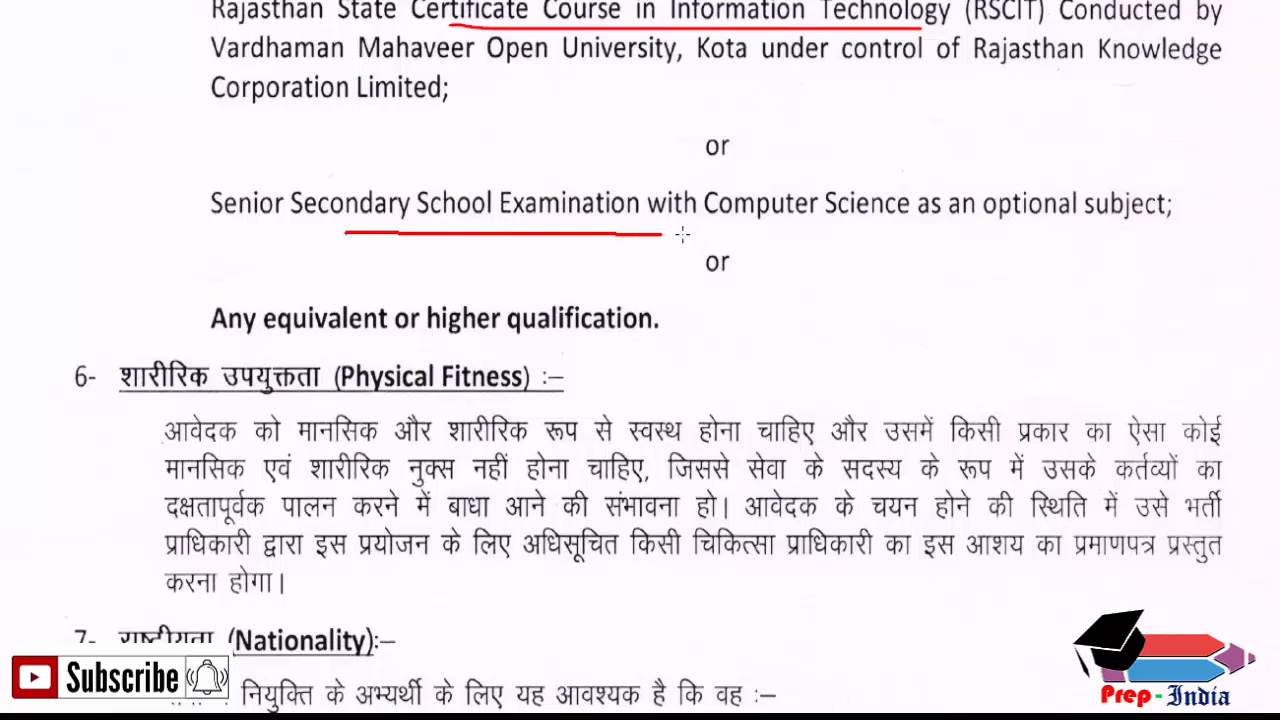 Rajasthan State Certificate Course in Information Technology (RSCIT) Conducted by
Vardhaman Mahaveer Open University, Kota under control of Rajasthan Knowledge
Corporation Limited;
or
Senior Secondary School Examination with Computer Science as an optional subject;
or
Any equivalent or higher qualification.
6- शारीरिक उपयुक्तता (Physical Fitness) :–
आवेदक को मानसिक और शारीरिक रूप से स्वस्थ होना चाहिए और उसमें किसी प्रकार का ऐसा कोई
मानसिक एवं शारीरिक नुक्स नहीं होना चाहिए, जिससे सेवा के सदस्य के रूप में उसके कर्तव्यों का
दक्षतापूर्वक पालन करने में बाधा आने की संभावना हो। आवेदक के चयन होने की स्थिति में उसे भर्ती
प्राधिकारी द्वारा इस प्रयोजन के लिए अधिसूचित किसी चिकित्सा प्राधिकारी का इस आशय का प्रमाणपत्र प्रस्तुत
करना होगा।
7- राष्ट्रीयता (Nationality):–
नियुक्ति के अभ्यर्थी के लिए यह आवश्यक है कि वह :–
Subscribe
Prep-India